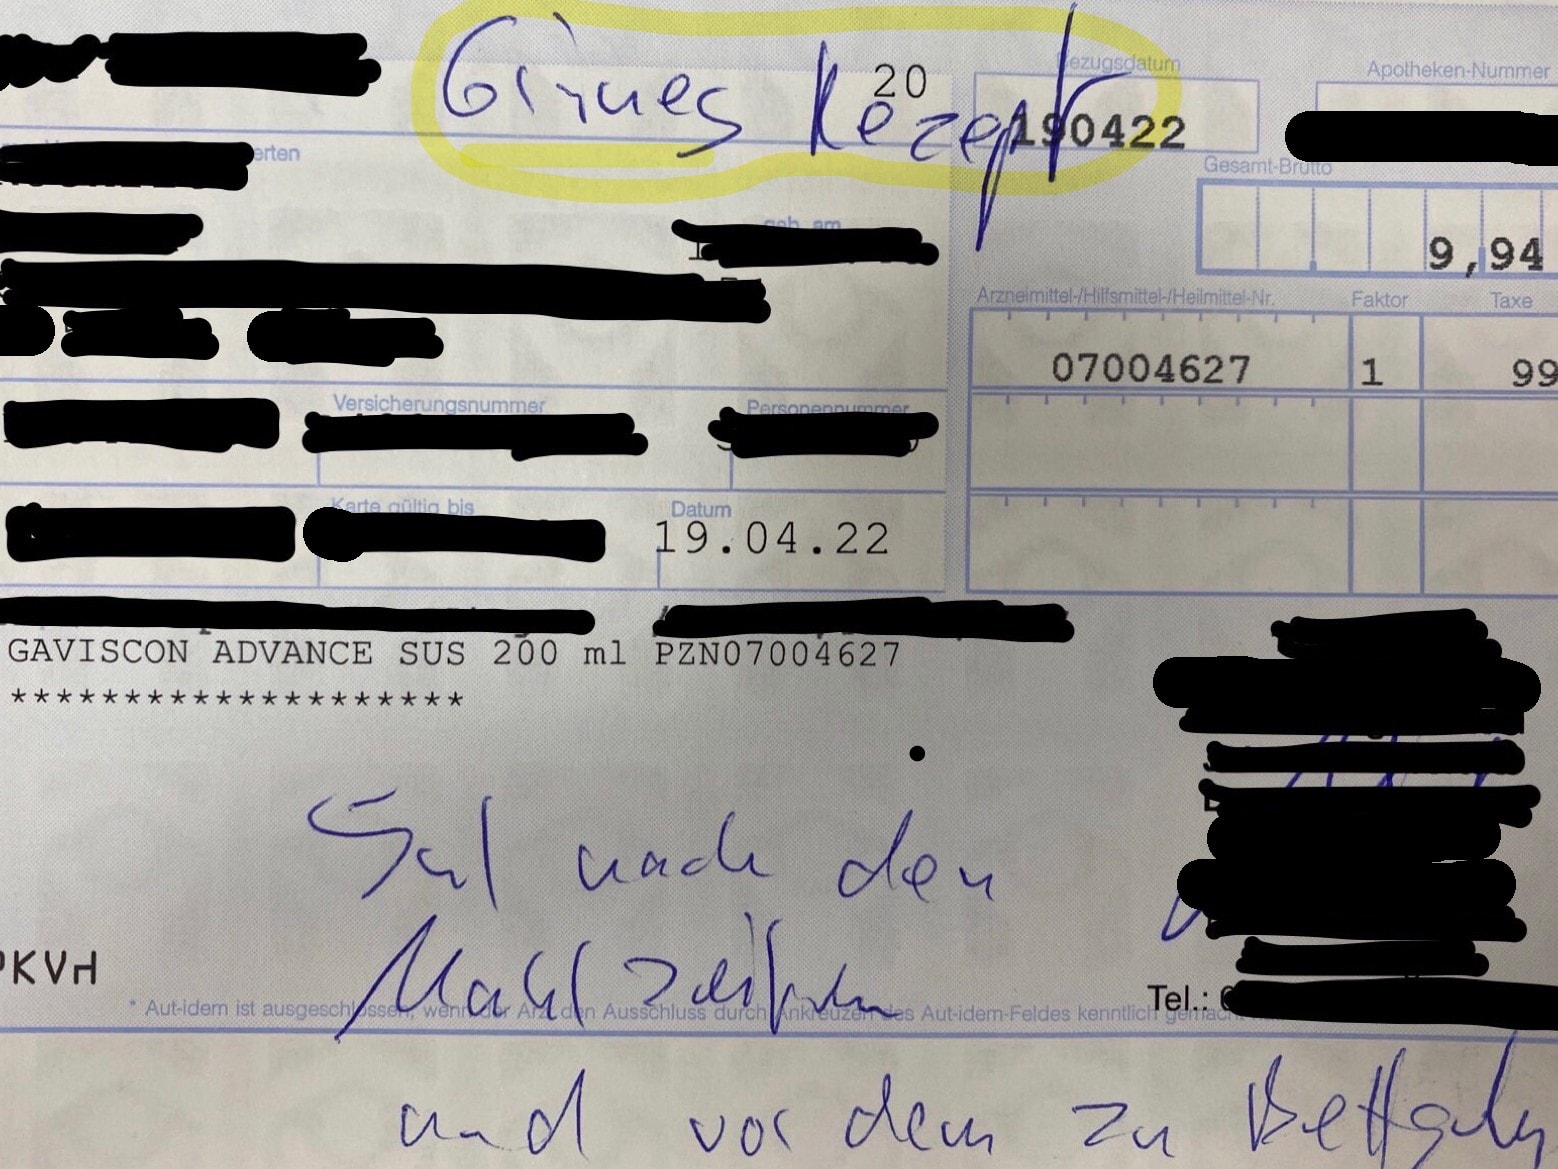 Grünes Rezept
20
Bezugsdatum
Apotheken-Nummer
190422
erten
Gesamt-Brutto
geb. am
9,94
Arzneimittel-/Hilfsmittel-/Heilmittel-Nr. Faktor Taxe
07004627 1 99
Versicherungsnummer Personennummer
Karte gültig bis Datum
19.04.22
GAVISCON ADVANCE SUS 200 ml PZN07004627
********************
nach den
Mahlzeiten
PKVH
* Aut-idem ist ausgeschlossen, wenn der Arzt den Ausschluss durch Ankreuzen des Aut-idem-Feldes kenntlich gemacht
Tel.:
und vor dem zu Bettgehen